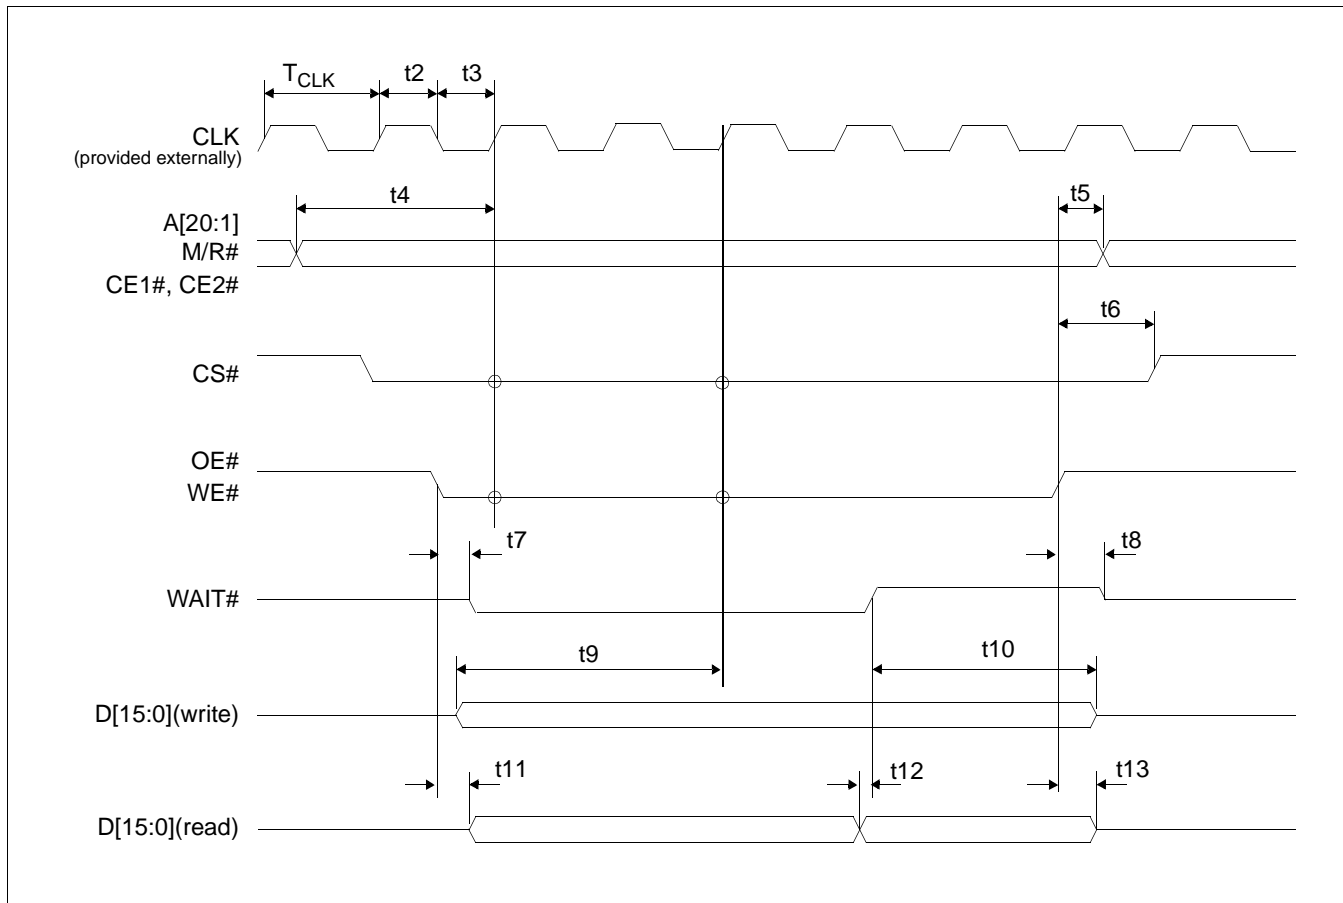 TCLK t2 t3
CLK
(provided externally)
t4 t5
A[20:1]
M/R#
CE1#, CE2#
t6
CS#
OE#
WE#
t7 t8
WAIT#
t9 t10
D[15:0](write)
t11 t12 t13
D[15:0](read)